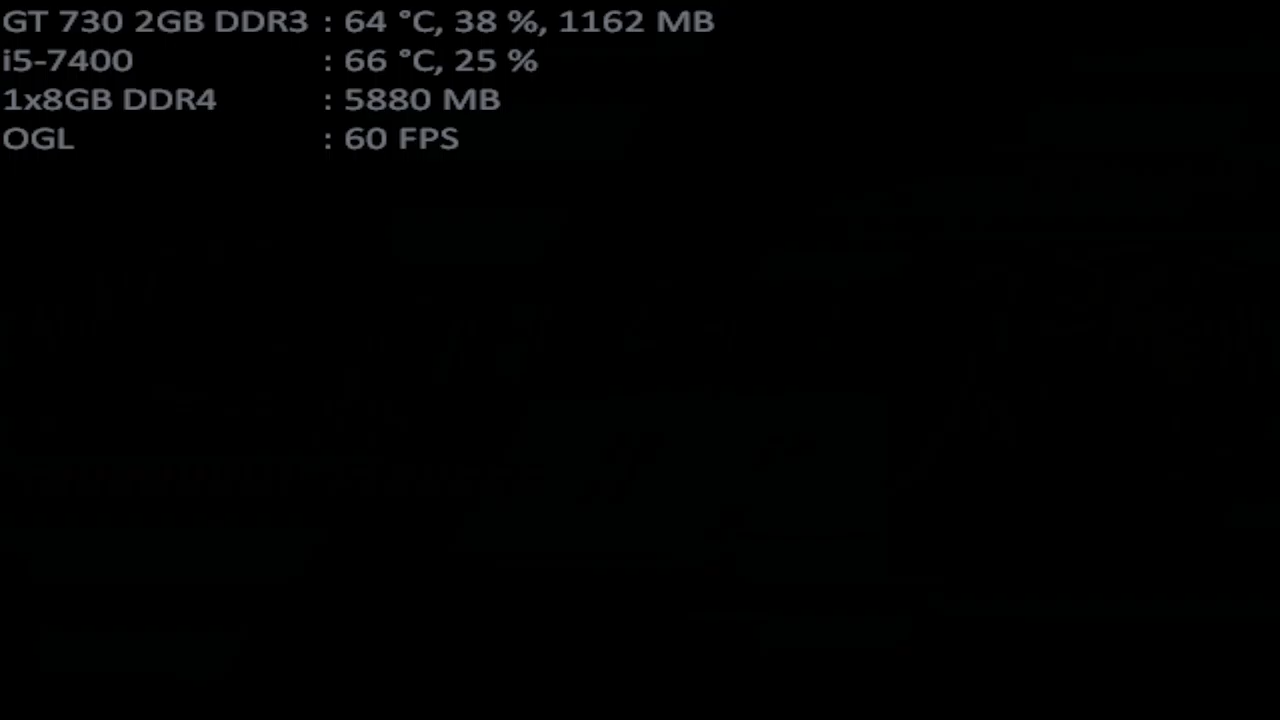 GT 730 2GB DDR3 : 64 °C, 38 %, 1162 MB
i5-7400 : 66 °C, 25 %
1x8GB DDR4 : 5880 MB
OGL : 60 FPS